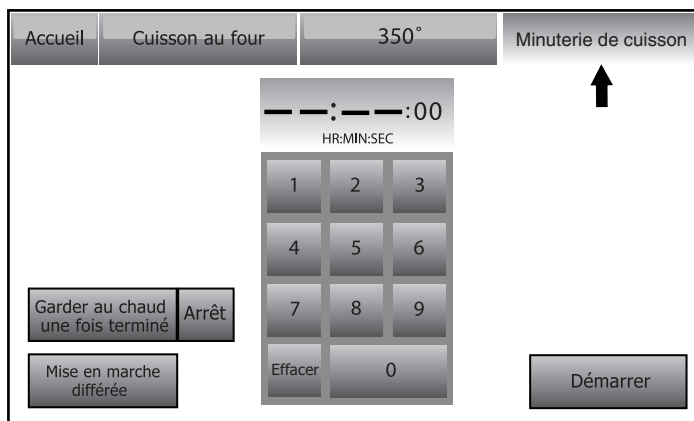 Accueil Cuisson au four 350° Minuterie de cuisson
– –:– –:00
HR:MIN:SEC
1 2 3
4 5 6
7 8 9
Effacer 0
Garder au chaud
une fois terminé
Arrêt
Mise en marche
différée
Démarrer